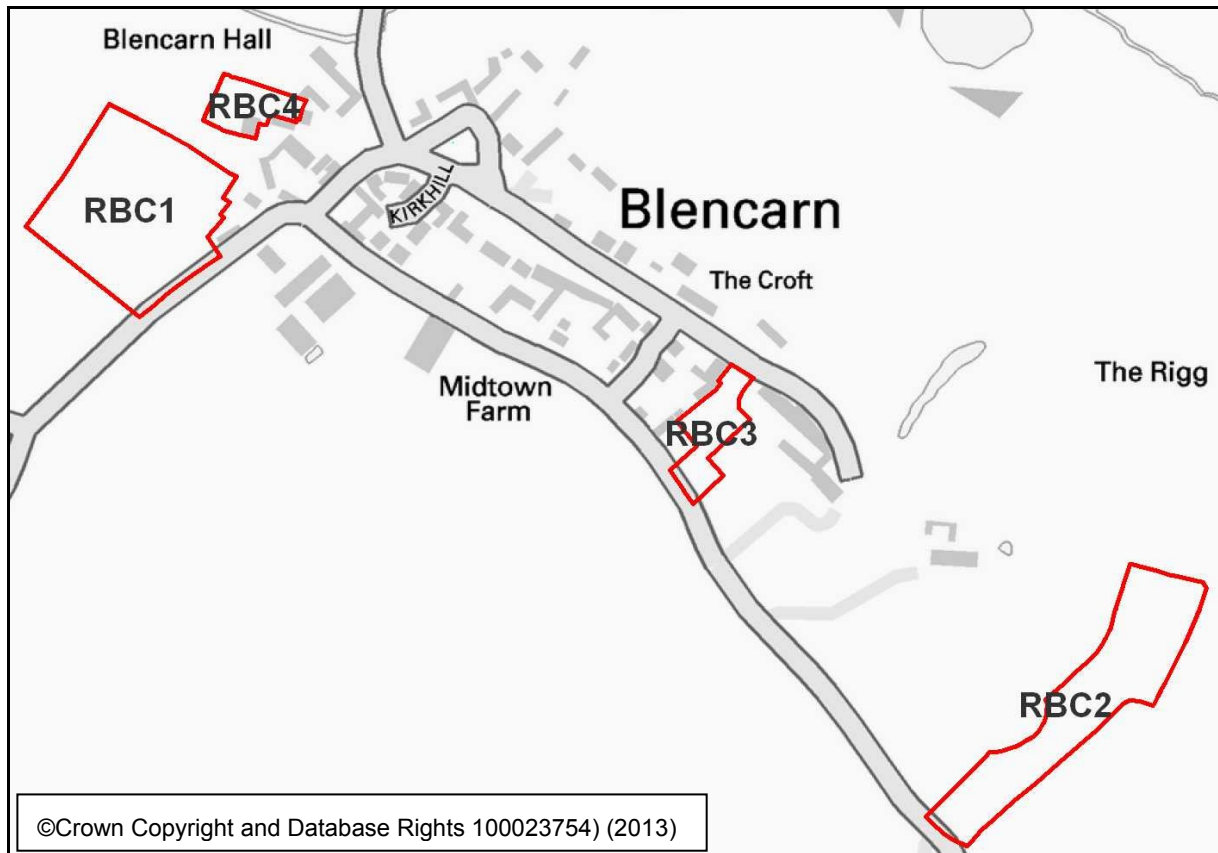 Blencarn Hall
RBC4
RBC1
KIRKHILL
Blencarn
The Croft
The Rigg
Midtown
Farm
RBC3
RBC2
©Crown Copyright and Database Rights 100023754) (2013)